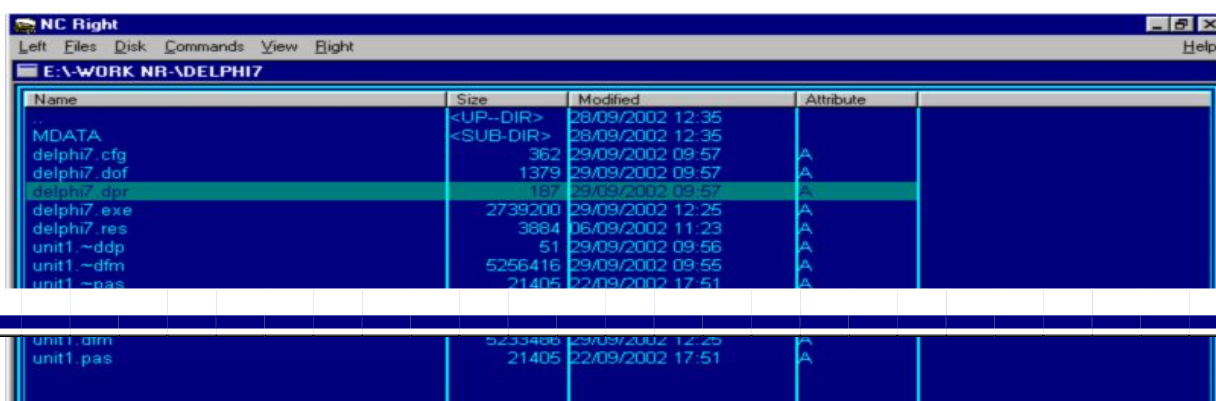 NC Right
Left Files Disk Commands View Right Help
E:\-WORK NR-\DELPHI7
Name Size Modified Attribute
.. <UP--DIR> 28/09/2002 12:35
MDATA <SUB-DIR> 28/09/2002 12:35
delphi7.cfg 362 29/09/2002 09:57 A
delphi7.dof 1379 29/09/2002 09:57 A
delphi7.dpr 187 29/09/2002 09:57 A
delphi7.exe 2739200 29/09/2002 12:25 A
delphi7.res 3884 06/09/2002 11:23 A
unit1.~ddp 51 29/09/2002 09:56 A
unit1.~dfm 5256416 29/09/2002 09:55 A
unit1.~pas 21405 22/09/2002 17:51 A
unit1.dfm 5233486 29/09/2002 12:25 A
unit1.pas 21405 22/09/2002 17:51 A